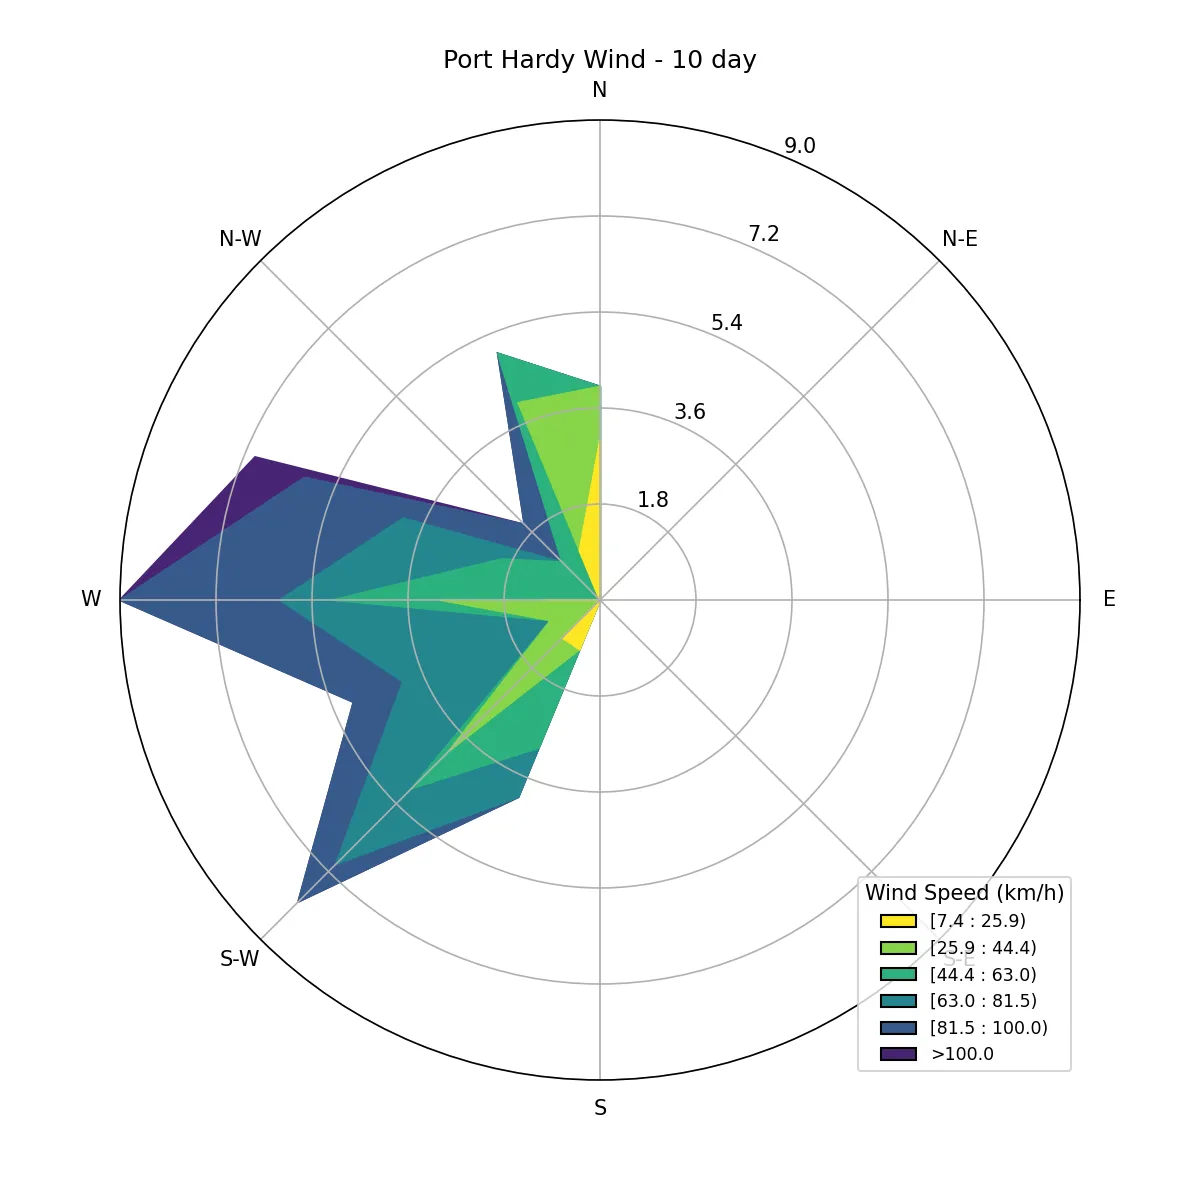 Port Hardy Wind - 10 day
N
9.0
N-W
7.2
N-E
5.4
3.6
1.8
W
E
S-W
S-E
S
Wind Speed (km/h)
[7.4 : 25.9)
[25.9 : 44.4)
[44.4 : 63.0)
[63.0 : 81.5)
[81.5 : 100.0)
>100.0